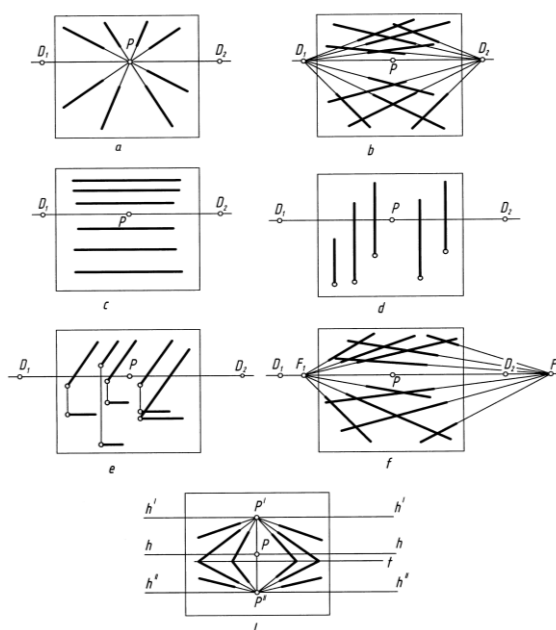 D₁ P D₂
a
D₁ P D₂
b
D₁ P D₂
c
D₁ P D₂
d
D₁ P D₂
e
D₁ F₁ P D₂ F
f
h' P' h'
h P h
t
h" P" h"